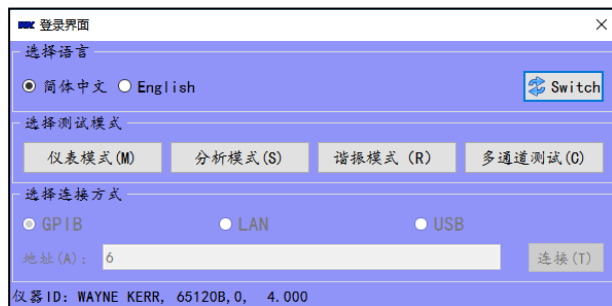 登录界面
选择语言
简体中文 English Switch
选择测试模式
仪表模式(M) 分析模式(S) 谐振模式 (R) 多通道测试(C)
选择连接方式
GPIB LAN USB
地址(A): 6 连接(T)
仪器ID: WAYNE KERR, 65120B,0, 4.000